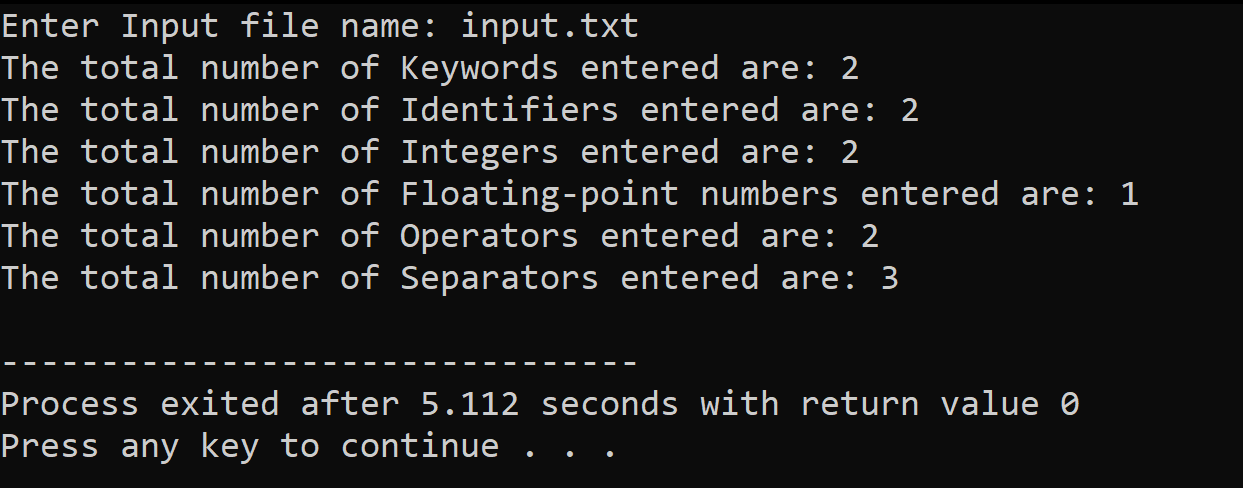 Enter Input file name: input.txt
The total number of Keywords entered are: 2
The total number of Identifiers entered are: 2
The total number of Integers entered are: 2
The total number of Floating-point numbers entered are: 1
The total number of Operators entered are: 2
The total number of Separators entered are: 3
--------------------------------
Process exited after 5.112 seconds with return value 0
Press any key to continue . . .